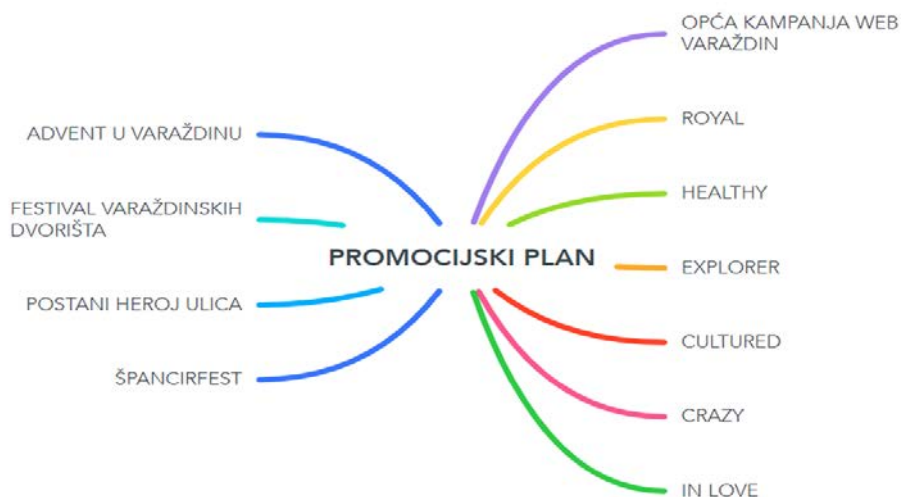 OPĆA KAMPANJA WEB
VARAŽDIN
ROYAL
ADVENT U VARAŽDINU
HEALTHY
FESTIVAL VARAŽDINSKIH
DVORIŠTA
PROMOCIJSKI PLAN
EXPLORER
POSTANI HEROJ ULICA
CULTURED
ŠPANCIRFEST
CRAZY
IN LOVE